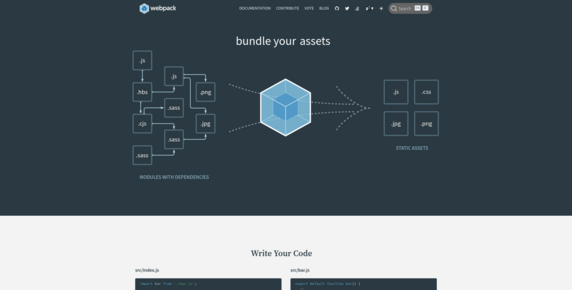 webpack
DOCUMENTATION CONTRIBUTE VOTE BLOG
Search
bundle your assets
.js
.js
.hbs
.png
.sass
.cjs
.jpg
.sass
.sass
MODULES WITH DEPENDENCIES
.js .css
.jpg .png
STATIC ASSETS
Write Your Code
src/index.js src/bar.js
import bar from './bar.js'; export default function bar() {